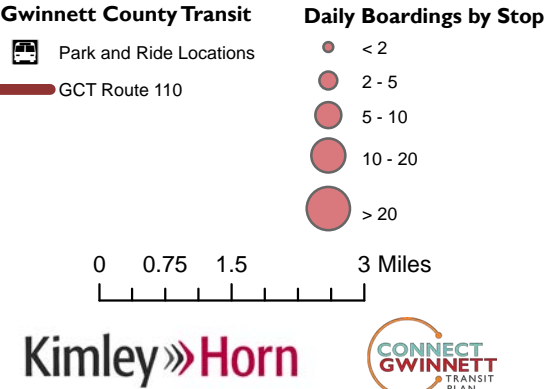 Gwinnett County Transit
Park and Ride Locations
GCT Route 110
Daily Boardings by Stop
< 2
2 - 5
5 - 10
10 - 20
> 20
0 0.75 1.5 3 Miles
Kimley»Horn
CONNECT
GWINNETT
TRANSIT
PLAN